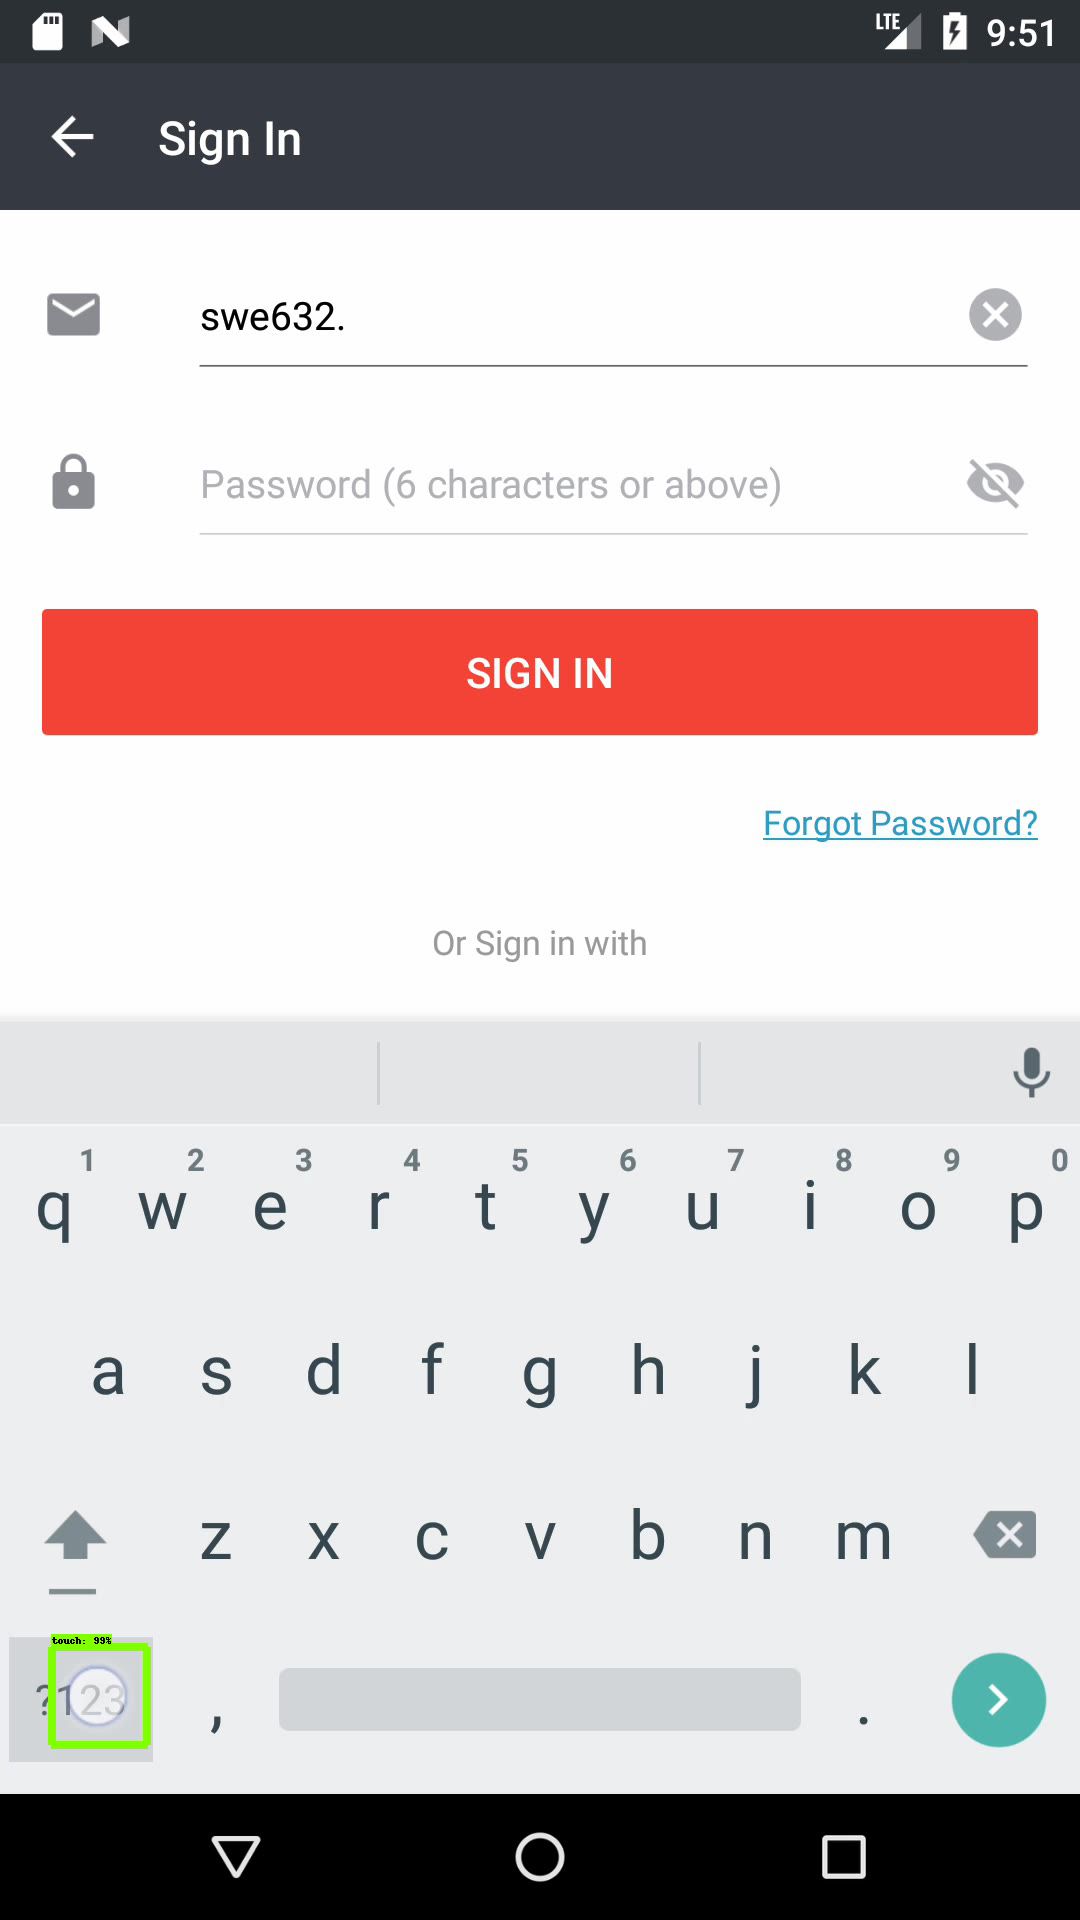 LTE 9:51
Sign In
swe632.
Password (6 characters or above)
SIGN IN
Forgot Password?
Or Sign in with
1 2 3 4 5 6 7 8 9 0
q w e r t y u i o p
a s d f g h j k l
z x c v b n m
touch: 99%
?123 , .